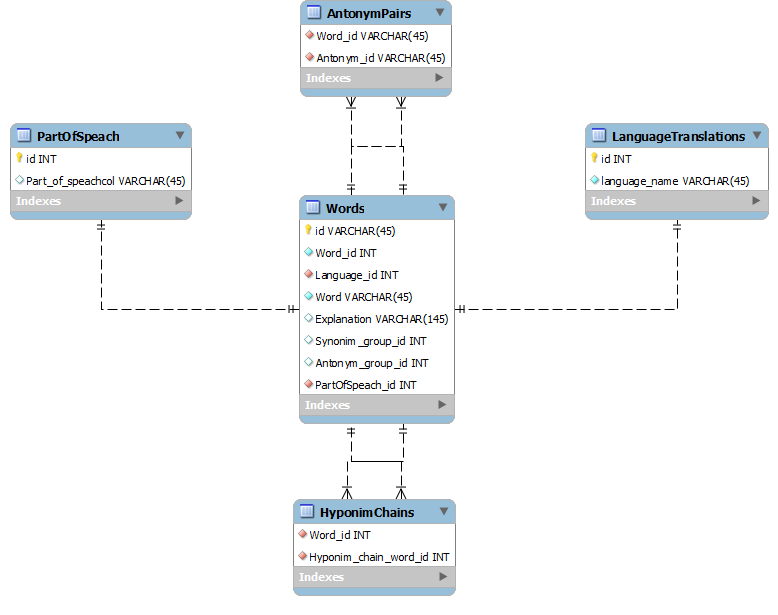 AntonymPairs
Word_id VARCHAR(45)
Antonym_id VARCHAR(45)
Indexes
PartOfSpeach
id INT
Part_of_speachcol VARCHAR(45)
Indexes
LanguageTranslations
id INT
language_name VARCHAR(45)
Indexes
Words
id VARCHAR(45)
Word_id INT
Language_id INT
Word VARCHAR(45)
Explanation VARCHAR(145)
Synonim_group_id INT
Antonym_group_id INT
PartOfSpeach_id INT
Indexes
HyponimChains
Word_id INT
Hyponim_chain_word_id INT
Indexes